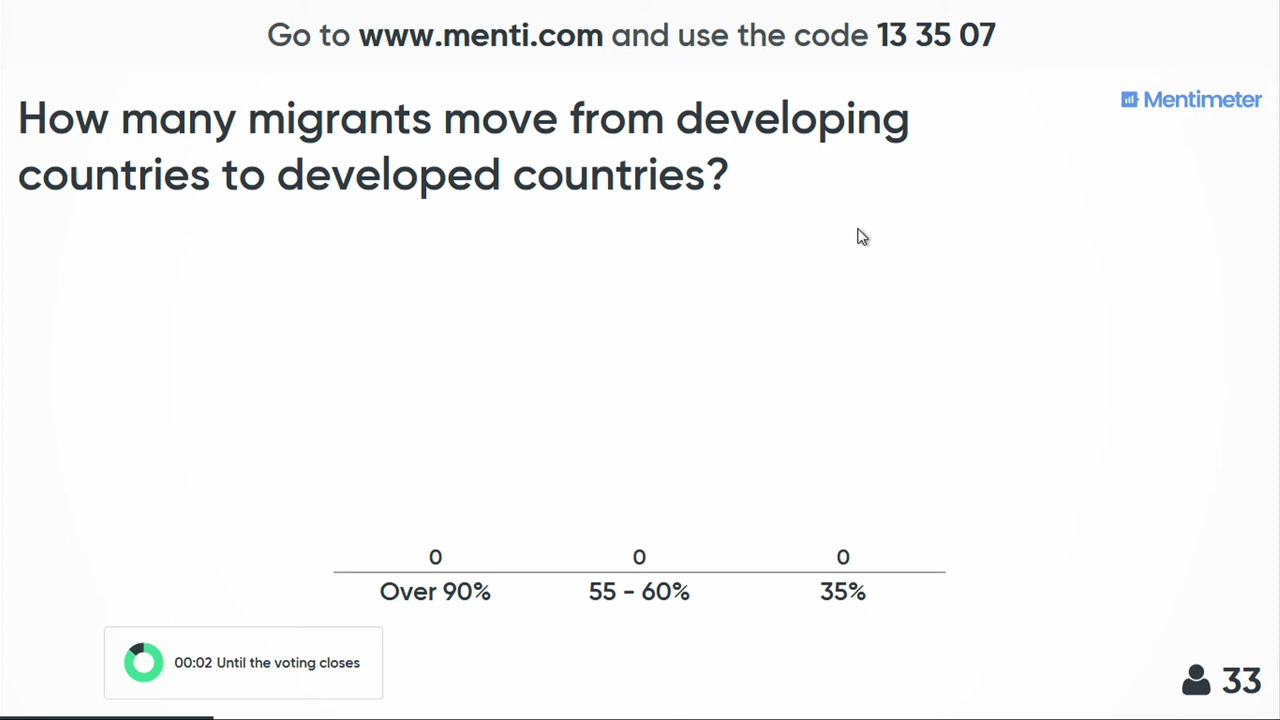 Go to www.menti.com and use the code 13 35 07
Mentimeter
How many migrants move from developing
countries to developed countries?
0 0 0
Over 90% 55 - 60% 35%
00:02 Until the voting closes
33